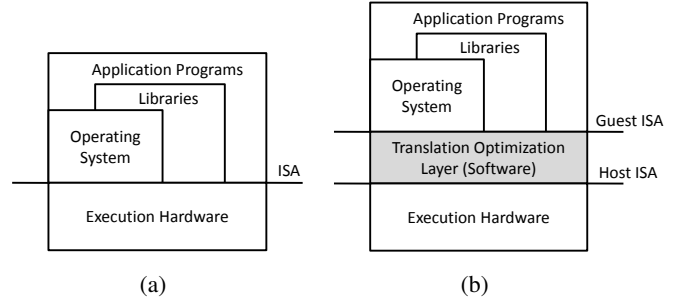 Application Programs
Libraries
Operating
System
ISA
Execution Hardware
(a)
Application Programs
Libraries
Operating
System
Guest ISA
Translation Optimization
Layer (Software)
Host ISA
Execution Hardware
(b)